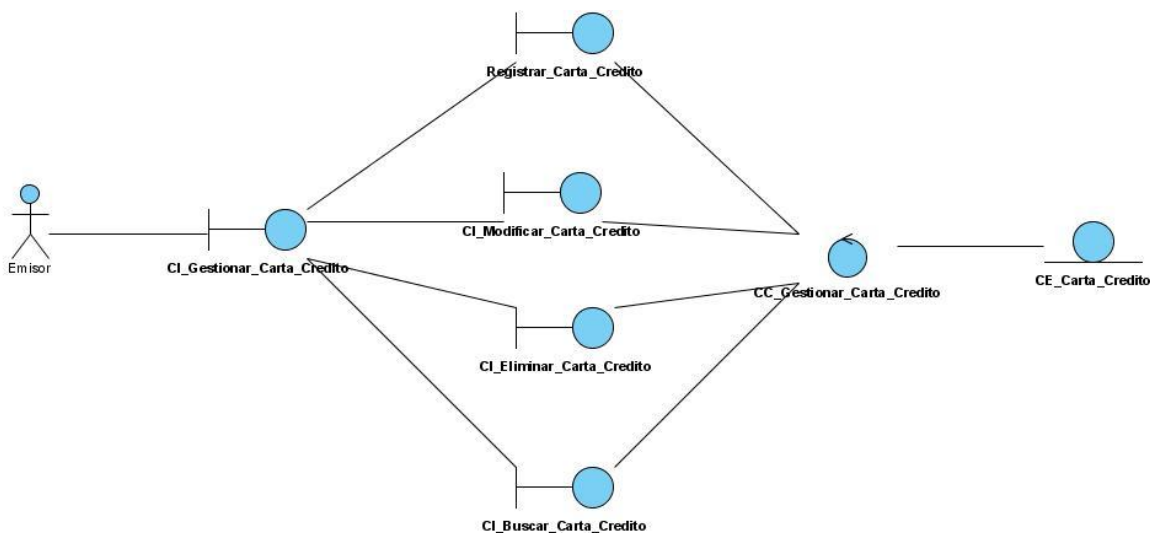 Registrar_Carta_Credito
CI_Modificar_Carta_Credito
Emisor
CI_Gestionar_Carta_Credito
CC_Gestionar_Carta_Credito
CE_Carta_Credito
CI_Eliminar_Carta_Credito
CI_Buscar_Carta_Credito